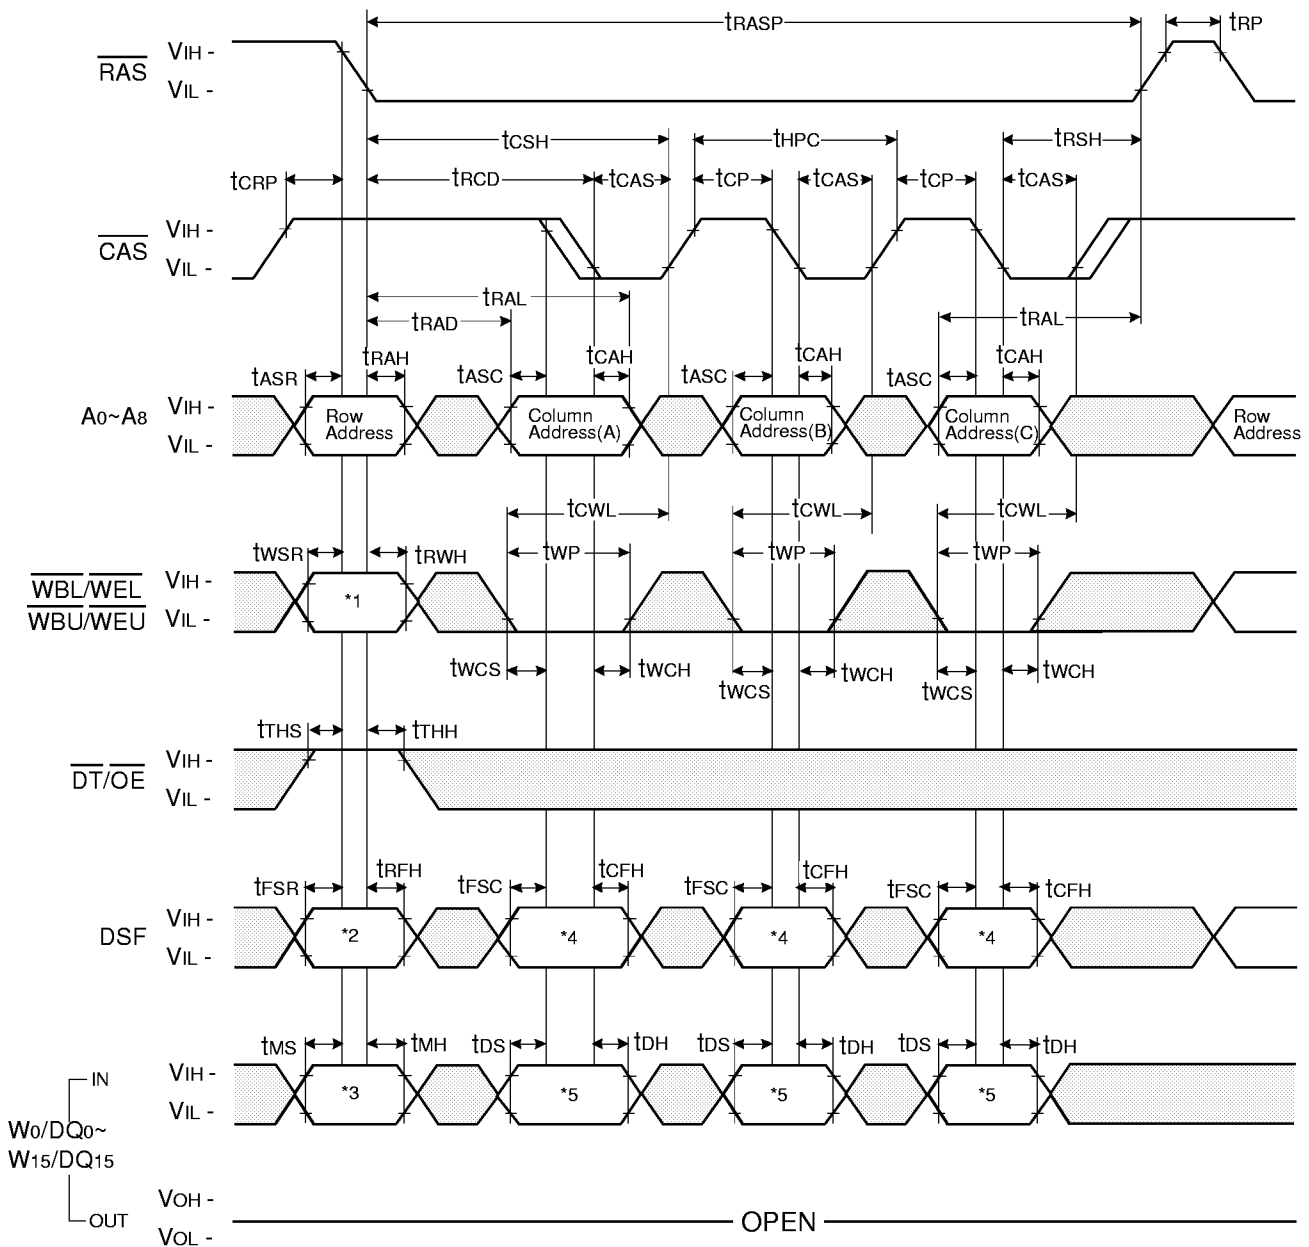 tRASP
tRP
RAS
VIH -
VIL -
tCSH
tHPC
tRSH
tCRP
tRCD
tCAS
tCP
tCAS
tCP
tCAS
CAS
VIH -
VIL -
tRAL
tRAD
tRAL
tASR
tRAH
tASC
tCAH
tASC
tCAH
tASC
tCAH
A0~A8
VIH -
VIL -
Row
Address
Column
Address(A)
Column
Address(B)
Column
Address(C)
Row
Address
tCWL
tCWL
tCWL
tWSR
tRWH
tWP
tWP
tWP
WBL/WEL
WBU/WEU
VIH -
VIL -
*1
tWCS
tWCH
tWCS
tWCH
tWCS
tWCH
tTHS
tTHH
DT/OE
VIH -
VIL -
tFSR
tRFH
tFSC
tCFH
tFSC
tCFH
tFSC
tCFH
DSF
VIH -
VIL -
*2
*4
*4
*4
tMS
tMH
tDS
tDH
tDS
tDH
tDS
tDH
IN
VIH -
VIL -
*3
*5
*5
*5
W0/DQ0~
W15/DQ15
OUT
VOH -
VOL -
OPEN